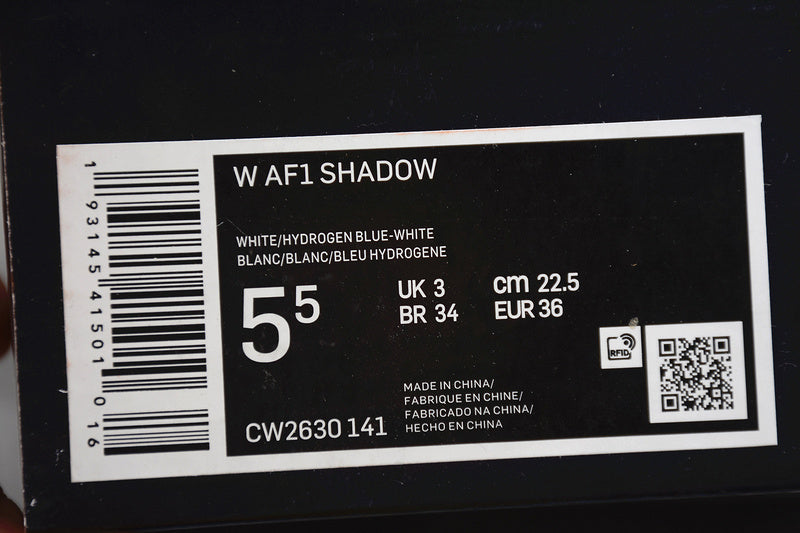 W AF1 SHADOW
WHITE/HYDROGEN BLUE-WHITE
BLANC/BLANC/BLEU HYDROGENE
5 5
UK 3
BR 34
cm 22.5
EUR 36
RFID
MADE IN CHINA/
FABRIQUE EN CHINE/
FABRICADO NA CHINA/
HECHO EN CHINA
CW2630 141
1 93145 41501 0 16